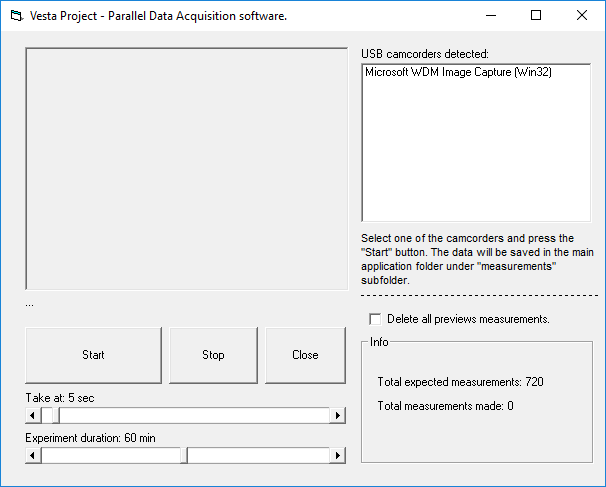 Vesta Project - Parallel Data Acquisition software.
USB camcorders detected:
Microsoft WDM Image Capture (Win32)
Select one of the camcorders and press the
"Start" button. The data will be saved in the main
application folder under "measurements"
subfolder.
...
Delete all previews measurements.
Start
Stop
Close
Info
Total expected measurements: 720
Total measurements made: 0
Take at: 5 sec
Experiment duration: 60 min